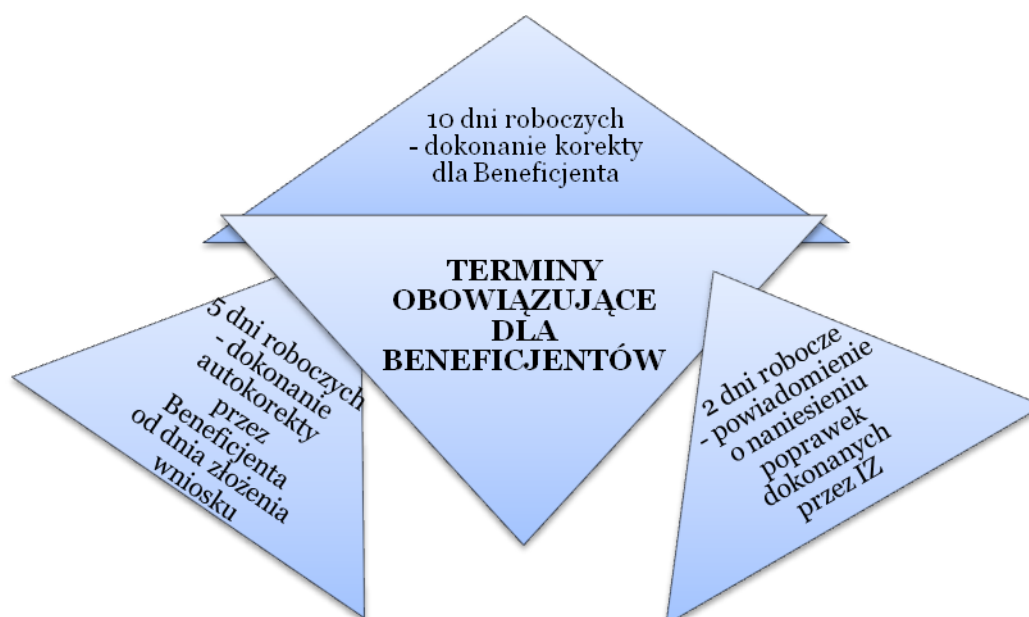 10 dni roboczych
- dokonanie korekty
dla Beneficjenta
TERMINY
OBOWIĄZUJĄCE
DLA
BENEFICJENTÓW
5 dni roboczych
- dokonanie
autokorekty
przez
Beneficjenta
od dnia złożenia
wniosku
2 dni robocze
- powiadomienie
o naniesieniu
poprawek
dokonanych
przez IZ